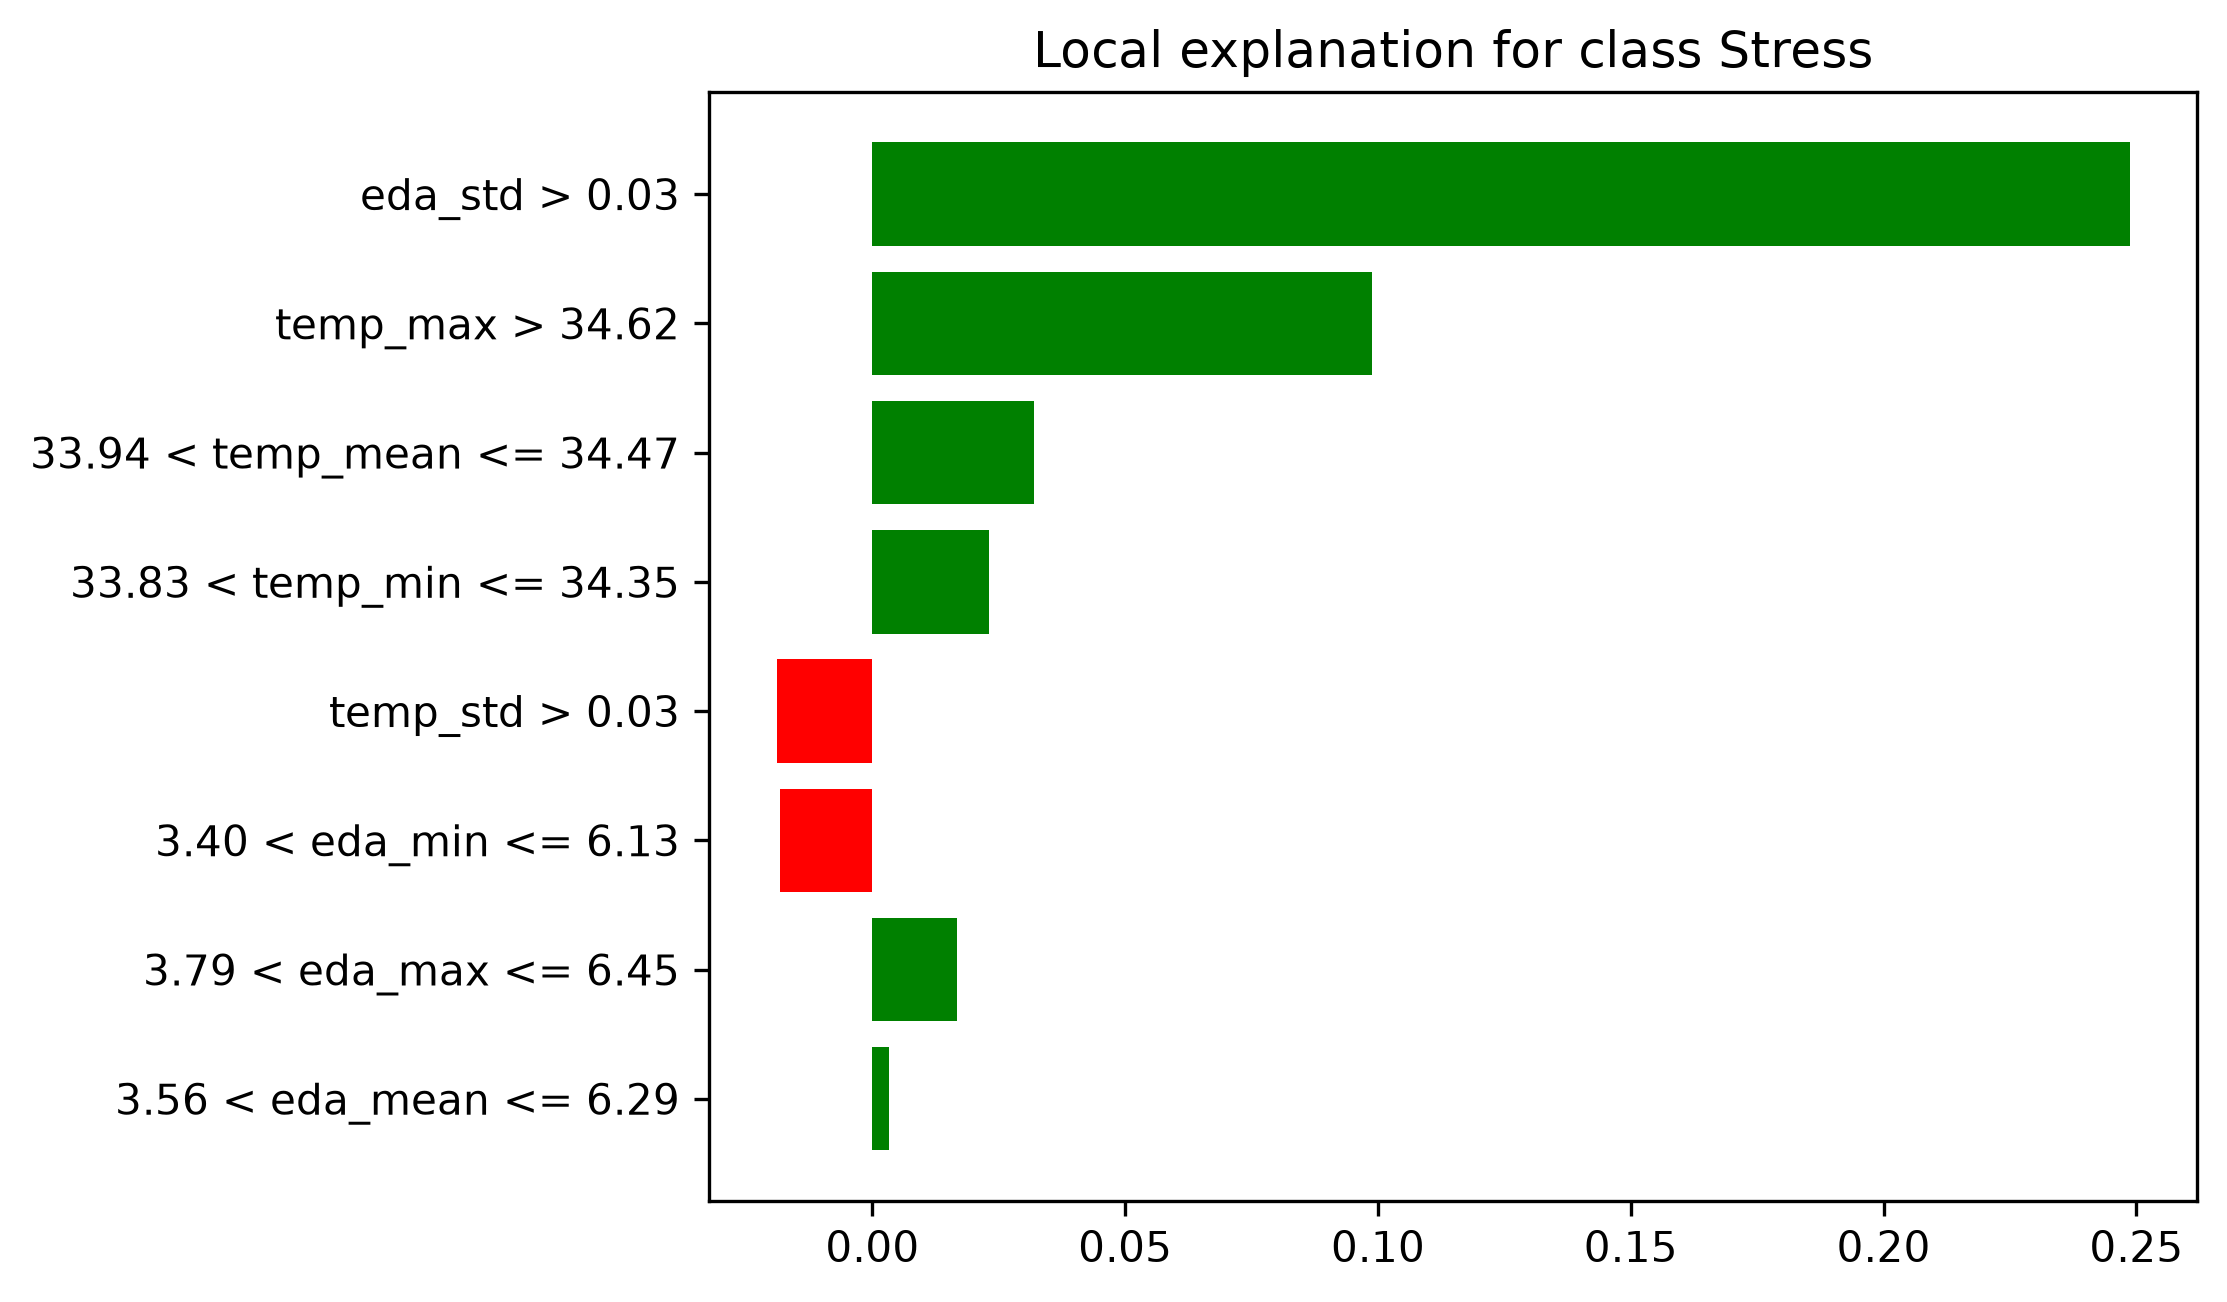 Local explanation for class Stress
eda_std > 0.03
temp_max > 34.62
33.94 < temp_mean <= 34.47
33.83 < temp_min <= 34.35
temp_std > 0.03
3.40 < eda_min <= 6.13
3.79 < eda_max <= 6.45
3.56 < eda_mean <= 6.29
0.00 0.05 0.10 0.15 0.20 0.25